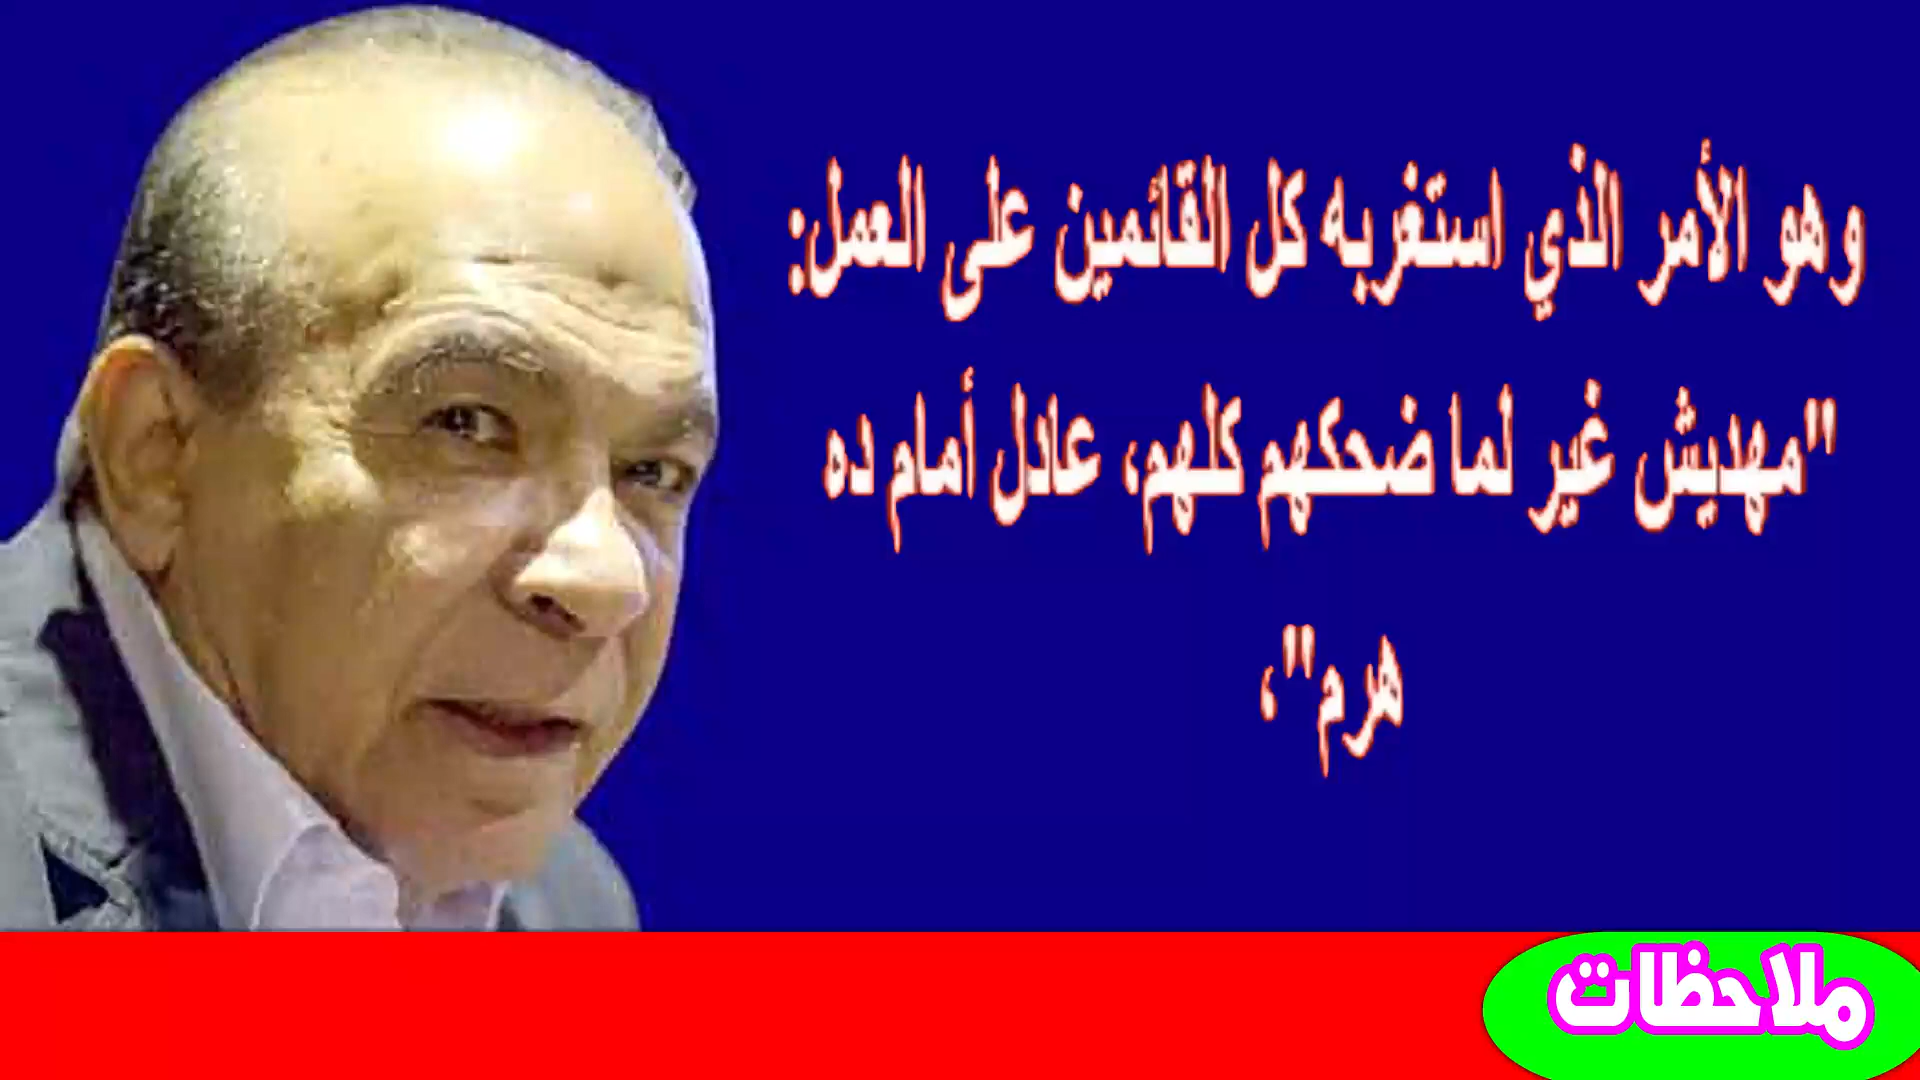 وهو الأمر الذي استغربه كل القائمين على العمل:
"مهديش غير لما ضحكهم كلهم، عادل أمام ده
هرم"،
ملاحظات